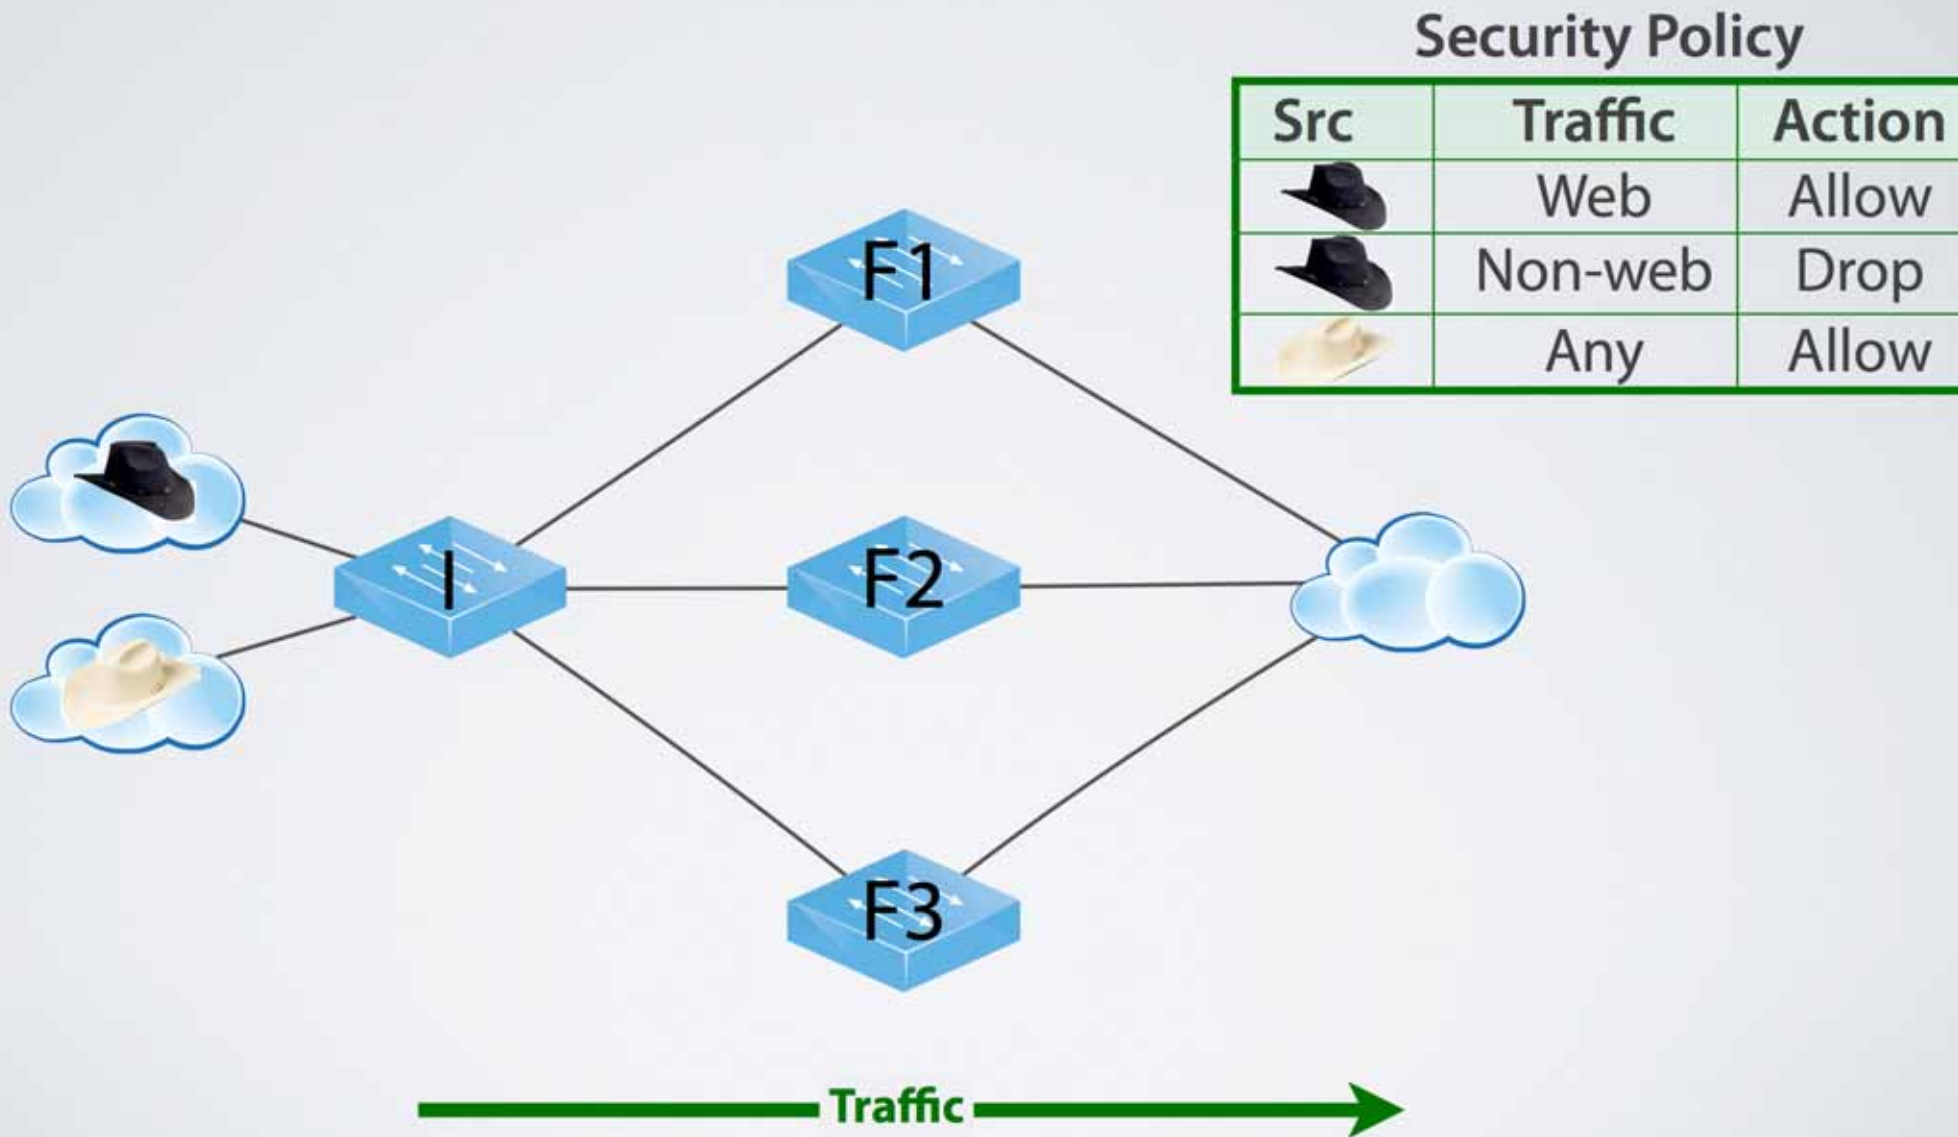 Security Policy
Src Traffic Action
Web Allow
Non-web Drop
Any Allow
F1
I
F2
F3
Traffic